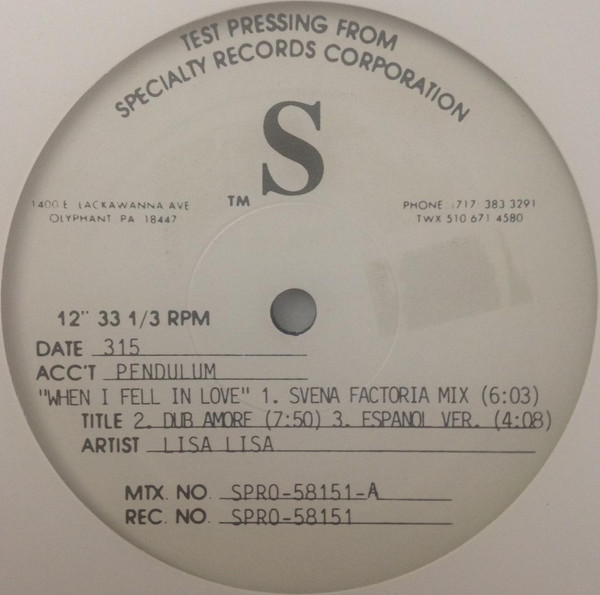 TEST PRESSING FROM
SPECIALTY RECORDS CORPORATION
S
TM
1400 E LACKAWANNA AVE
OLYPHANT PA 18447
PHONE (717) 383 3291
TWX 510 671 4580
12" 33 1/3 RPM
DATE 315
ACC'T PENDULUM
"WHEN I FELL IN LOVE" 1. SVENA FACTORIA MIX (6:03)
TITLE 2. DUB AMORE (7:50) 3. ESPANOL VER. (4:08)
ARTIST LISA LISA
MTX. NO. SPRO-58151-A
REC. NO. SPRO-58151